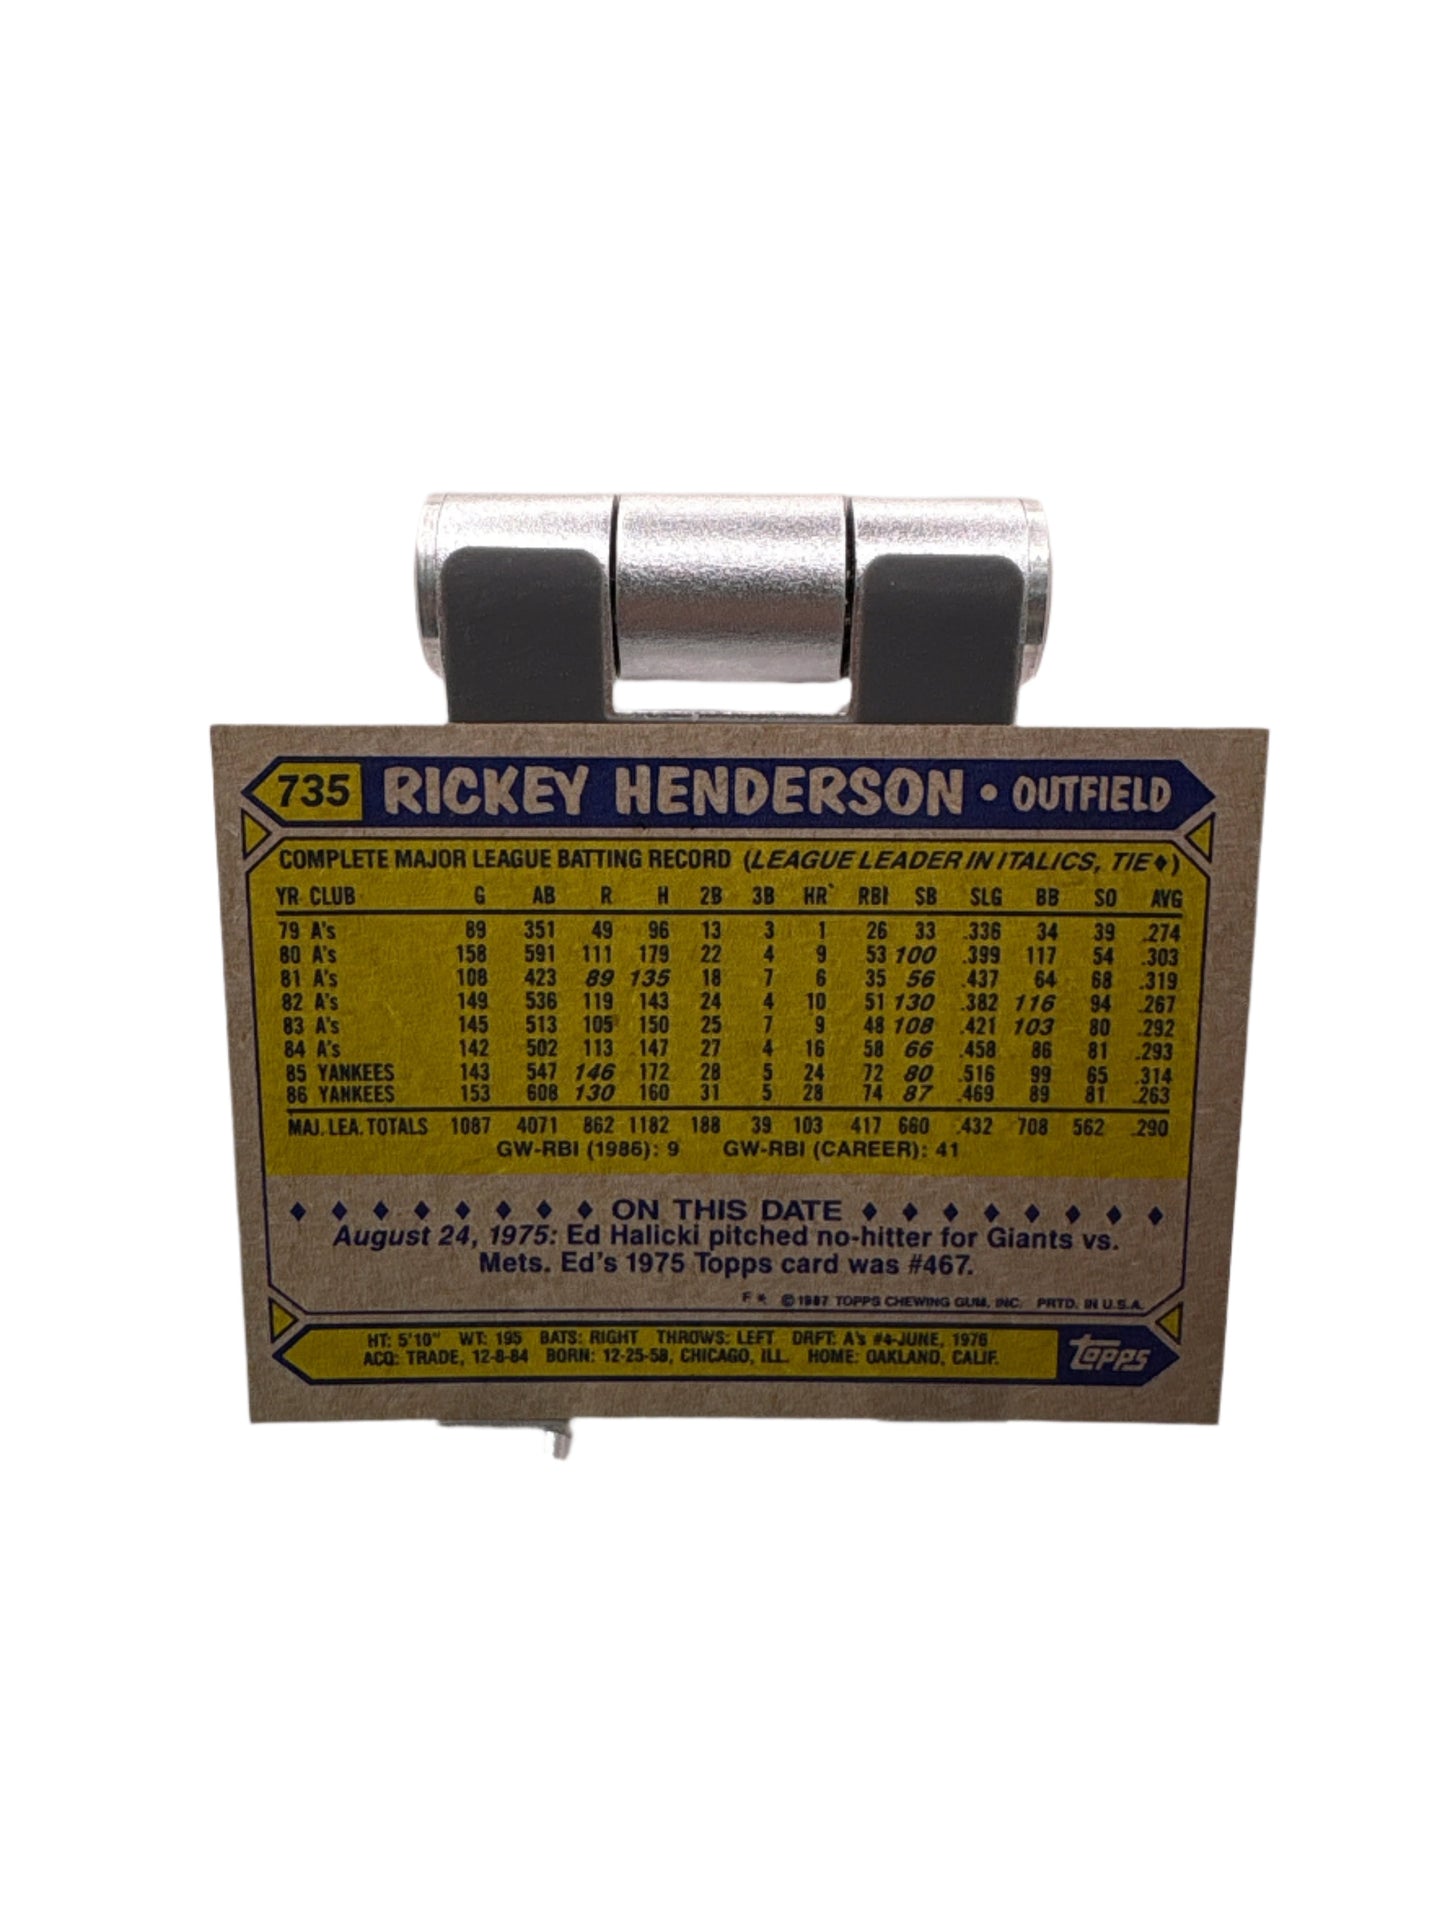 735 RICKEY HENDERSON • OUTFIELD
COMPLETE MAJOR LEAGUE BATTING RECORD (LEAGUE LEADER IN ITALICS, TIE♦)
YR CLUB G AB R H 2B 3B HR RBI SB SLG BB SO AVG
79 A's 89 351 49 96 13 3 1 26 33 .336 34 39 .274
80 A's 158 591 111 179 22 4 9 53 100 .399 117 54 .303
81 A's 108 423 89 135 18 7 6 35 56 .437 64 68 .319
82 A's 149 536 119 143 24 4 10 51 130 .382 116 94 .267
83 A's 145 513 105 150 25 7 9 48 108 .421 103 80 .292
84 A's 142 502 113 147 27 4 16 58 66 .458 86 81 .293
85 YANKEES 143 547 146 172 28 5 24 72 80 .516 99 65 .314
86 YANKEES 153 608 130 160 31 5 28 74 87 .469 89 81 .263
MAJ. LEA. TOTALS 1087 4071 862 1182 188 39 103 417 660 .432 708 562 .290
GW-RBI (1986): 9 GW-RBI (CAREER): 41
♦ ♦ ♦ ♦ ♦ ♦ ♦ ♦ ON THIS DATE ♦ ♦ ♦ ♦ ♦ ♦ ♦ ♦
August 24, 1975: Ed Halicki pitched no-hitter for Giants vs.
Mets. Ed's 1975 Topps card was #467.
F * © 1987 TOPPS CHEWING GUM, INC. PRTD. IN U.S.A.
HT: 5'10" WT: 195 BATS: RIGHT THROWS: LEFT DRFT: A's #4-JUNE, 1976
ACQ: TRADE, 12-8-84 BORN: 12-25-58, CHICAGO, ILL. HOME: OAKLAND, CALIF.
topps